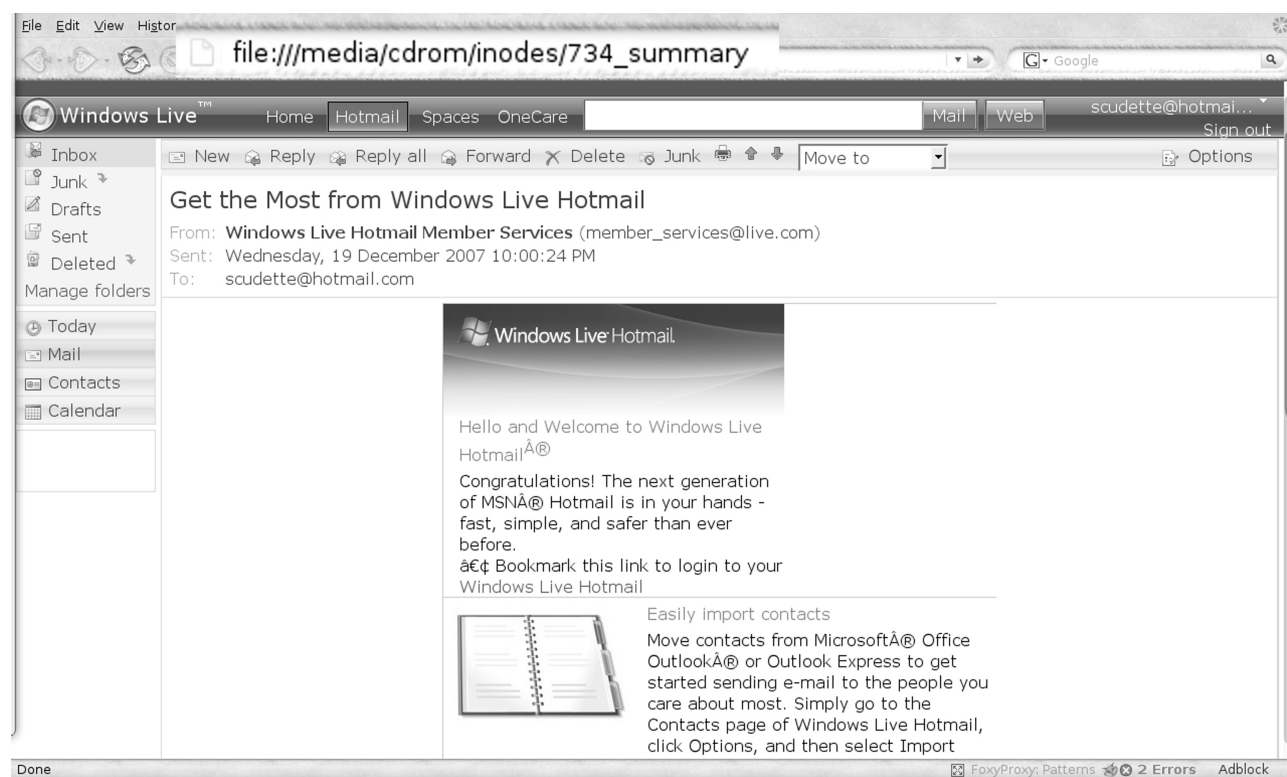 File Edit View Histor
file:///media/cdrom/inodes/734_summary
G Google
Windows Live™ Home Hotmail Spaces OneCare Mail Web scudette@hotmai...
Sign out
Inbox
Junk
Drafts
Sent
Deleted
Manage folders
Today
Mail
Contacts
Calendar
New Reply Reply all Forward Delete Junk Move to Options
Get the Most from Windows Live Hotmail
From: Windows Live Hotmail Member Services (member_services@live.com)
Sent: Wednesday, 19 December 2007 10:00:24 PM
To: scudette@hotmail.com
Windows Live Hotmail.
Hello and Welcome to Windows Live
HotmailÂ®
Congratulations! The next generation
of MSNÂ® Hotmail is in your hands -
fast, simple, and safer than ever
before.
â€¢ Bookmark this link to login to your
Windows Live Hotmail
Easily import contacts
Move contacts from MicrosoftÂ® Office
OutlookÂ® or Outlook Express to get
started sending e-mail to the people you
care about most. Simply go to the
Contacts page of Windows Live Hotmail,
click Options, and then select Import
Done FoxyProxy: Patterns 2 Errors Adblock